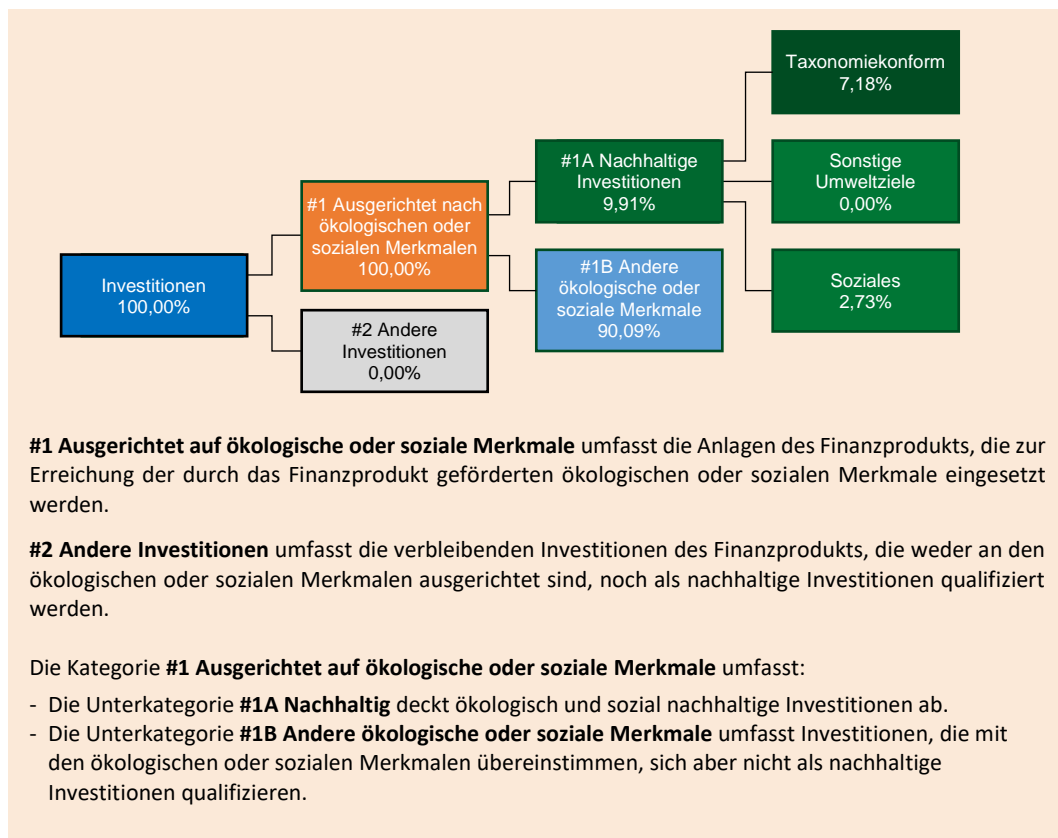 Taxonomiekonform
7,18%
#1A Nachhaltige
Investitionen
9,91%
Sonstige
Umweltziele
0,00%
#1 Ausgerichtet nach
ökologischen oder
sozialen Merkmalen
100,00%
#1B Andere
ökologische oder
soziale Merkmale
90,09%
Soziales
2,73%
Investitionen
100,00%
#2 Andere
Investitionen
0,00%
#1 Ausgerichtet auf ökologische oder soziale Merkmale umfasst die Anlagen des Finanzprodukts, die zur
Erreichung der durch das Finanzprodukt geförderten ökologischen oder sozialen Merkmale eingesetzt
werden.
#2 Andere Investitionen umfasst die verbleibenden Investitionen des Finanzprodukts, die weder an den
ökologischen oder sozialen Merkmalen ausgerichtet sind, noch als nachhaltige Investitionen qualifiziert
werden.
Die Kategorie #1 Ausgerichtet auf ökologische oder soziale Merkmale umfasst:
- Die Unterkategorie #1A Nachhaltig deckt ökologisch und sozial nachhaltige Investitionen ab.
- Die Unterkategorie #1B Andere ökologische oder soziale Merkmale umfasst Investitionen, die mit
den ökologischen oder sozialen Merkmalen übereinstimmen, sich aber nicht als nachhaltige
Investitionen qualifizieren.